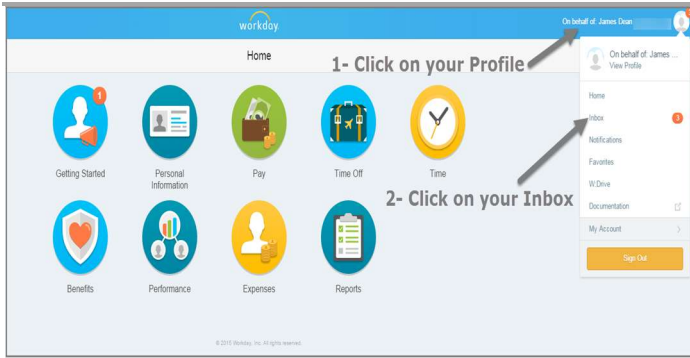 workday.
On behalf of: James Dean
Home
1- Click on your Profile
On behalf of: James ...
View Profile
Home
1
Inbox 3
Notifications
Getting Started
Personal
Information
Pay
Time Off
Time
Favorites
W:Drive
2- Click on your Inbox
Documentation
My Account
Sign Out
Benefits
Performance
Expenses
Reports
© 2015 Workday, Inc. All rights reserved.